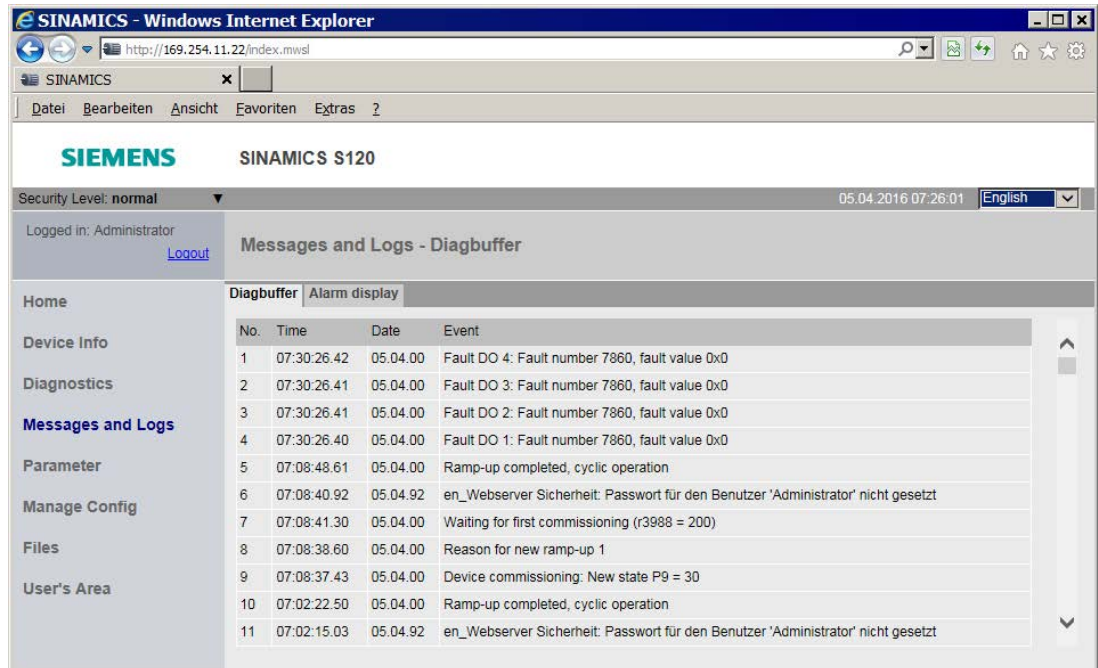 SINAMICS - Windows Internet Explorer
http://169.254.11.22/index.mwsl
SINAMICS
Datei Bearbeiten Ansicht Favoriten Extras ?
SIEMENS SINAMICS S120
Security Level: normal 05.04.2016 07:26:01 English
Logged in: Administrator
Logout
Messages and Logs - Diagbuffer
Home
Device Info
Diagnostics
Messages and Logs
Parameter
Manage Config
Files
User's Area
Diagbuffer Alarm display
No. Time Date Event
1 07:30:26.42 05.04.00 Fault DO 4: Fault number 7860, fault value 0x0
2 07:30:26.41 05.04.00 Fault DO 3: Fault number 7860, fault value 0x0
3 07:30:26.41 05.04.00 Fault DO 2: Fault number 7860, fault value 0x0
4 07:30:26.40 05.04.00 Fault DO 1: Fault number 7860, fault value 0x0
5 07:08:48.61 05.04.00 Ramp-up completed, cyclic operation
6 07:08:40.92 05.04.92 en_Webserver Sicherheit: Passwort für den Benutzer 'Administrator' nicht gesetzt
7 07:08:41.30 05.04.00 Waiting for first commissioning (r3988 = 200)
8 07:08:38.60 05.04.00 Reason for new ramp-up 1
9 07:08:37.43 05.04.00 Device commissioning: New state P9 = 30
10 07:02:22.50 05.04.00 Ramp-up completed, cyclic operation
11 07:02:15.03 05.04.92 en_Webserver Sicherheit: Passwort für den Benutzer 'Administrator' nicht gesetzt